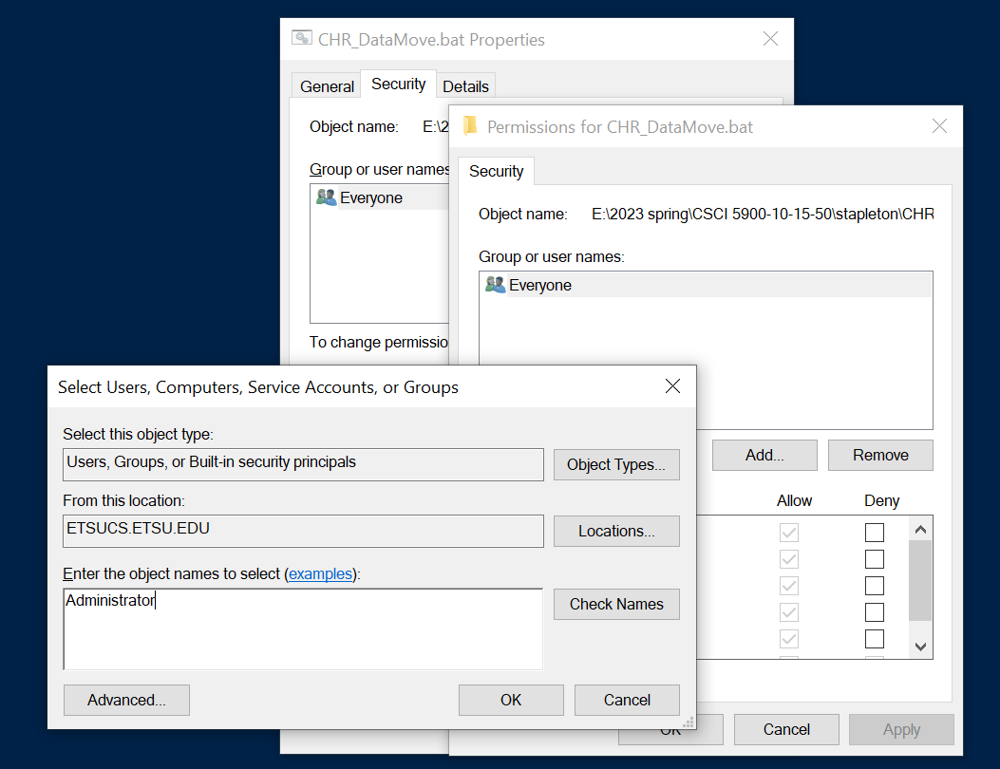 CHR_DataMove.bat Properties
General Security Details
Object name: E:\2
Group or user names
Everyone
To change permissio
Permissions for CHR_DataMove.bat
Security
Object name: E:\2023 spring\CSCI 5900-10-15-50\stapleton\CHR
Group or user names:
Everyone
Add... Remove
Allow Deny
OK Cancel Apply
Select Users, Computers, Service Accounts, or Groups
Select this object type:
Users, Groups, or Built-in security principals
Object Types...
From this location:
ETSUCS.ETSU.EDU
Locations...
Enter the object names to select (examples):
Administrator
Check Names
Advanced... OK Cancel